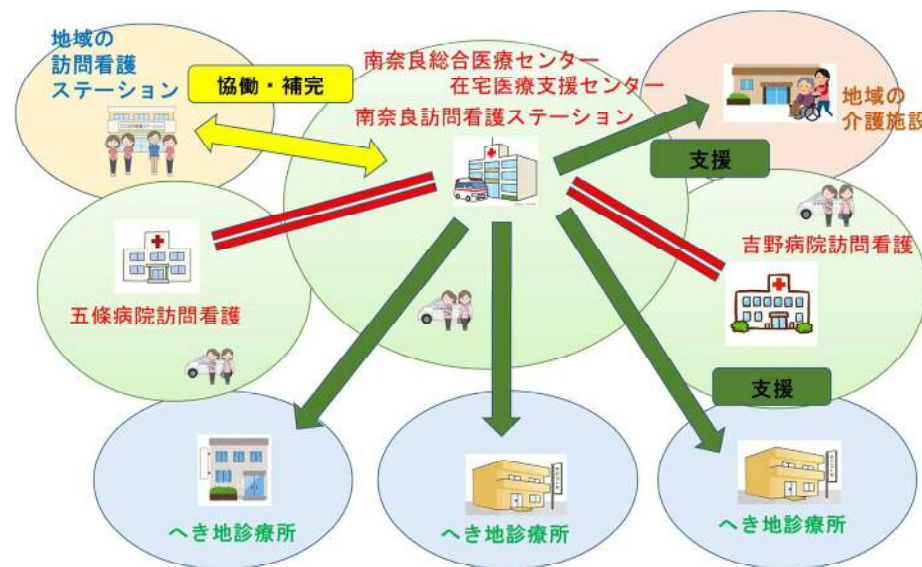 地域の
訪問看護
ステーション
協働・補完
南奈良総合医療センター
在宅医療支援センター
南奈良訪問看護ステーション
地域の
介護施設
支援
吉野病院訪問看護
五條病院訪問看護
支援
へき地診療所
へき地診療所
へき地診療所